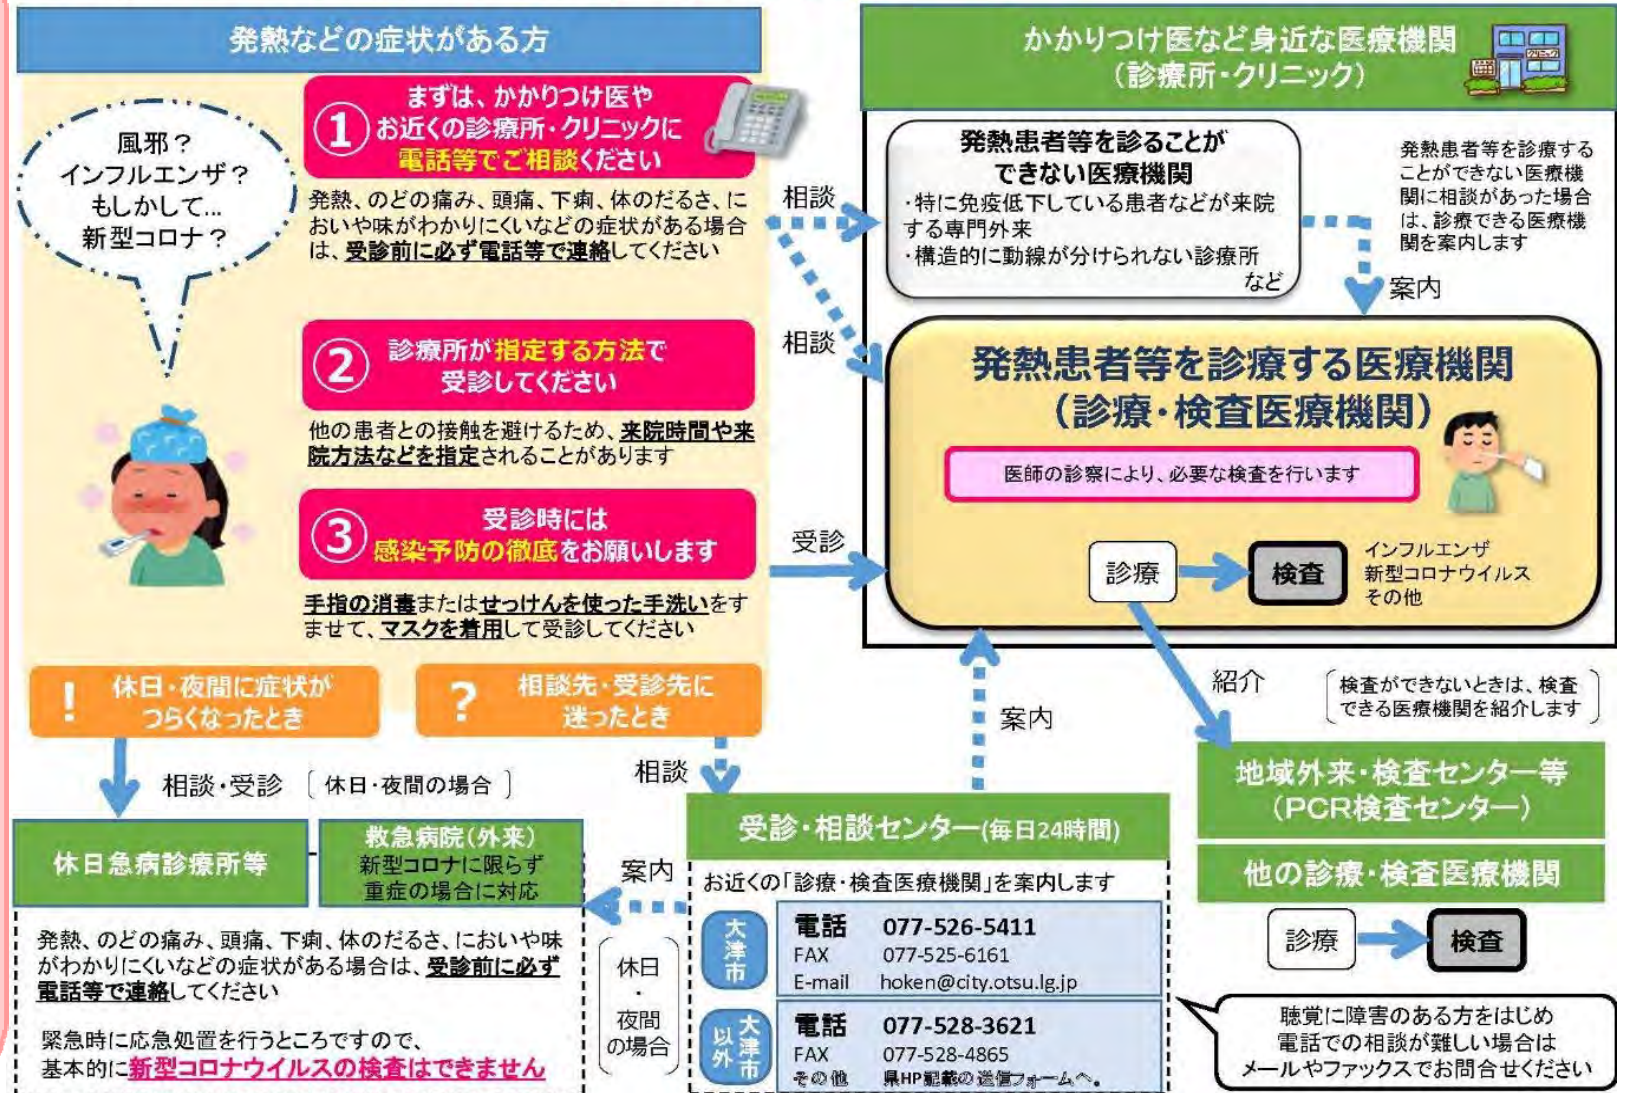 発熱などの症状がある方
風邪？
インフルエンザ？
もしかして…
新型コロナ？
①
まずは、かかりつけ医や
お近くの診療所・クリニックに
電話等でご相談ください
発熱、のどの痛み、頭痛、下痢、体のだるさ、に
おいや味がわかりにくいなどの症状がある場合
は、受診前に必ず電話等で連絡してください
②
診療所が指定する方法で
受診してください
他の患者との接触を避けるため、来院時間や来
院方法などを指定されることがあります
③
受診時には
感染予防の徹底をお願いします
手指の消毒またはせっけんを使った手洗いをす
ませて、マスクを着用して受診してください
相談
相談
受診
かかりつけ医など身近な医療機関
（診療所・クリニック）
クリニック
発熱患者等を診ることが
できない医療機関
・特に免疫低下している患者などが来院
する専門外来
・構造的に動線が分けられない診療所
など
発熱患者等を診療する
ことができない医療機
関に相談があった場合
は、診療できる医療機
関を案内します
案内
発熱患者等を診療する医療機関
（診療・検査医療機関）
医師の診察により、必要な検査を行います
診療
検査
インフルエンザ
新型コロナウイルス
その他
！
休日・夜間に症状が
つらくなったとき
？
相談先・受診先に
迷ったとき
相談・受診
〔 休日・夜間の場合 〕
相談
案内
紹介
検査ができないときは、検査
できる医療機関を紹介します
地域外来・検査センター等
（PCR検査センター）
他の診療・検査医療機関
診療
検査
休日急病診療所等
救急病院（外来）
新型コロナに限らず
重症の場合に対応
発熱、のどの痛み、頭痛、下痢、体のだるさ、においや味
がわかりにくいなどの症状がある場合は、受診前に必ず
電話等で連絡してください
緊急時に応急処置を行うところですので、
基本的に新型コロナウイルスの検査はできません
案内
休日
・
夜間
の場合
受診・相談センター(毎日24時間)
お近くの「診療・検査医療機関」を案内します
大津市
電話 077-526-5411
FAX 077-525-6161
E-mail hoken@city.otsu.lg.jp
大津市以外
電話 077-528-3621
FAX 077-528-4865
その他 県HP記載の送信フォームへ。
聴覚に障害のある方をはじめ
電話での相談が難しい場合は
メールやファックスでお問合せください